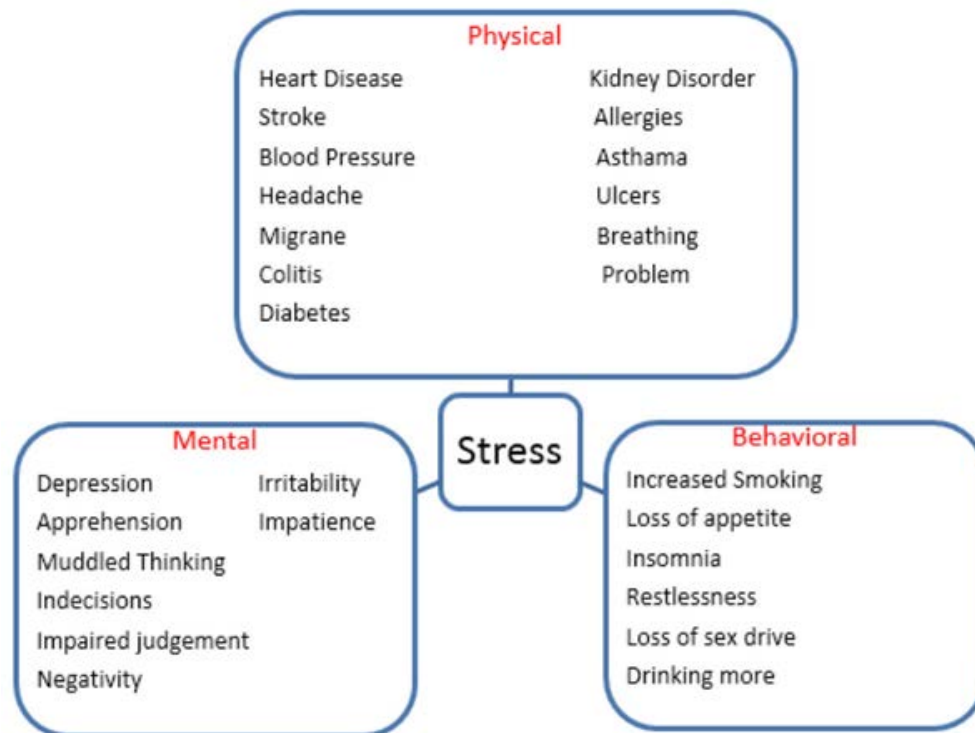 Physical
Heart Disease
Stroke
Blood Pressure
Headache
Migrane
Colitis
Diabetes
Kidney Disorder
Allergies
Asthama
Ulcers
Breathing
Problem
Stress
Mental
Depression
Apprehension
Muddled Thinking
Indecisions
Impaired judgement
Negativity
Irritability
Impatience
Behavioral
Increased Smoking
Loss of appetite
Insomnia
Restlessness
Loss of sex drive
Drinking more